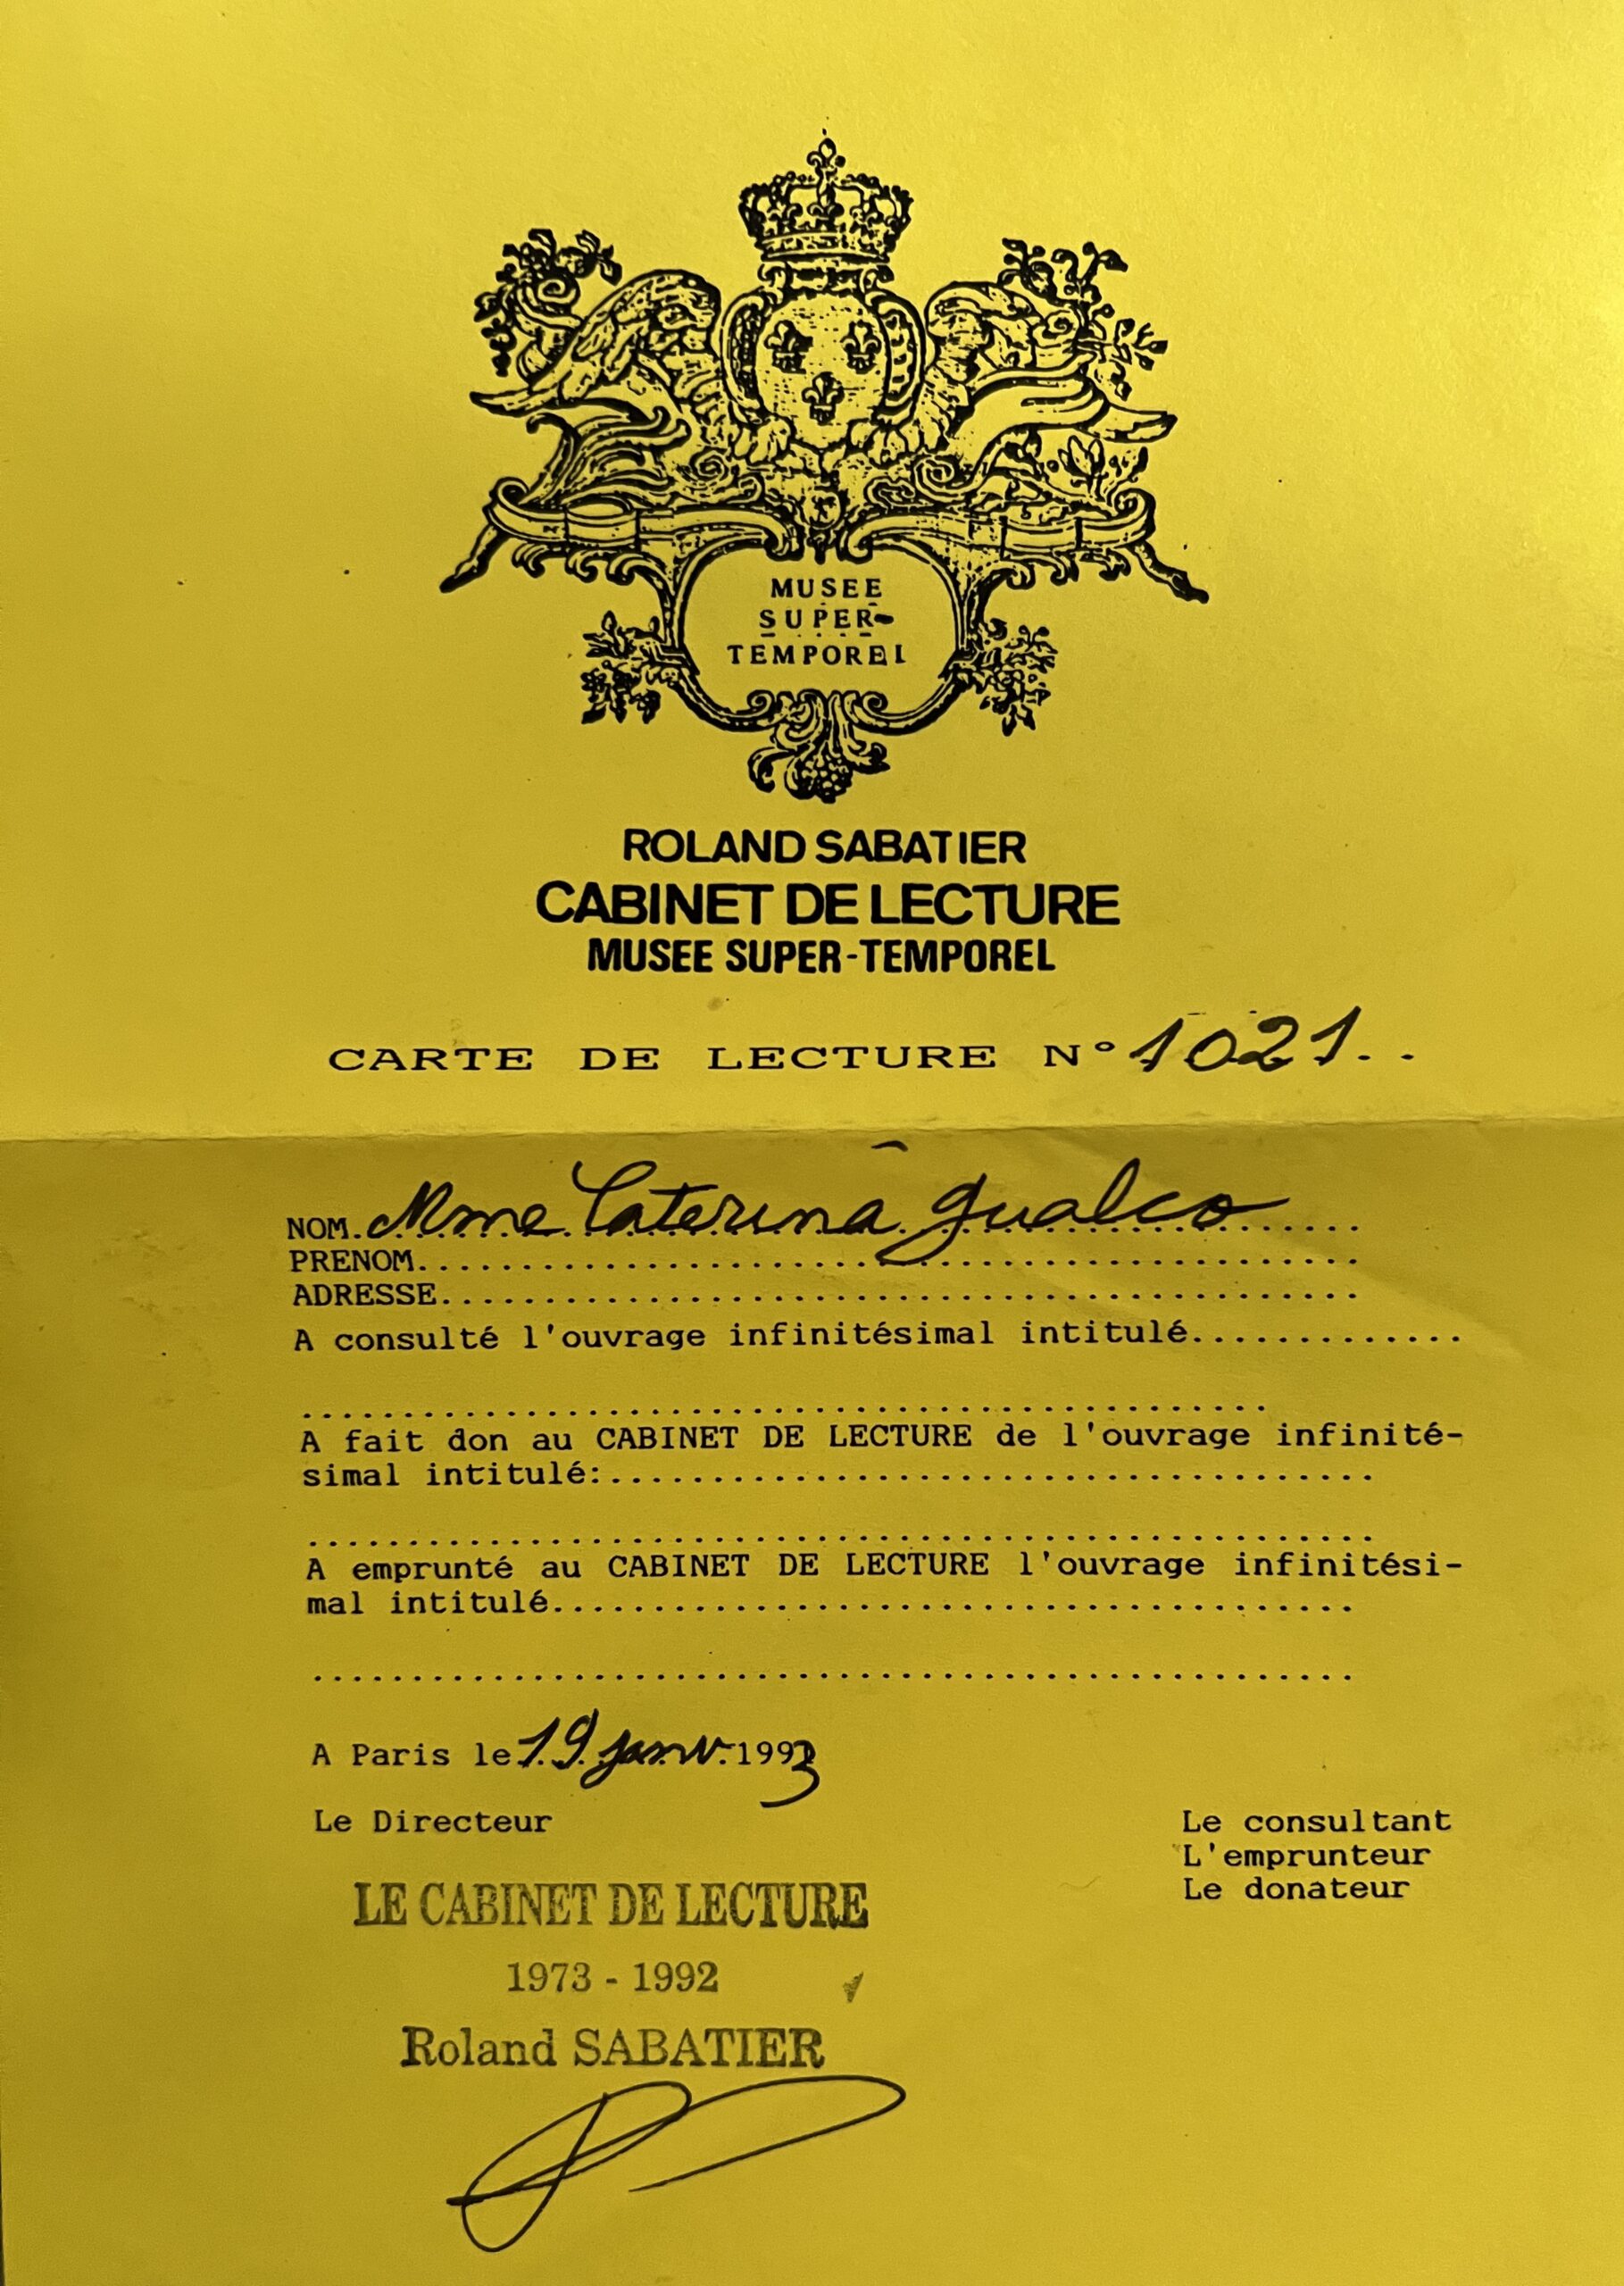 MUSEE
SUPER-
TEMPOREL
ROLAND SABATIER
CABINET DE LECTURE
MUSEE SUPER-TEMPOREL
CARTE DE LECTURE N° 1021..
NOM. Mme Caterina Gualco......
PRENOM.........................................................
ADRESSE.......................................................
A consulté l'ouvrage infinitésimal intitulé.............
..........................................................
A fait don au CABINET DE LECTURE de l'ouvrage infinité-
simal intitulé:...............................................
................................................................
A emprunté au CABINET DE LECTURE l'ouvrage infinitési-
mal intitulé.................................................
...............................................................
A Paris le 19 janv. 1993
Le Directeur
Le consultant
L'emprunteur
Le donateur
LE CABINET DE LECTURE
1973 - 1992
Roland SABATIER